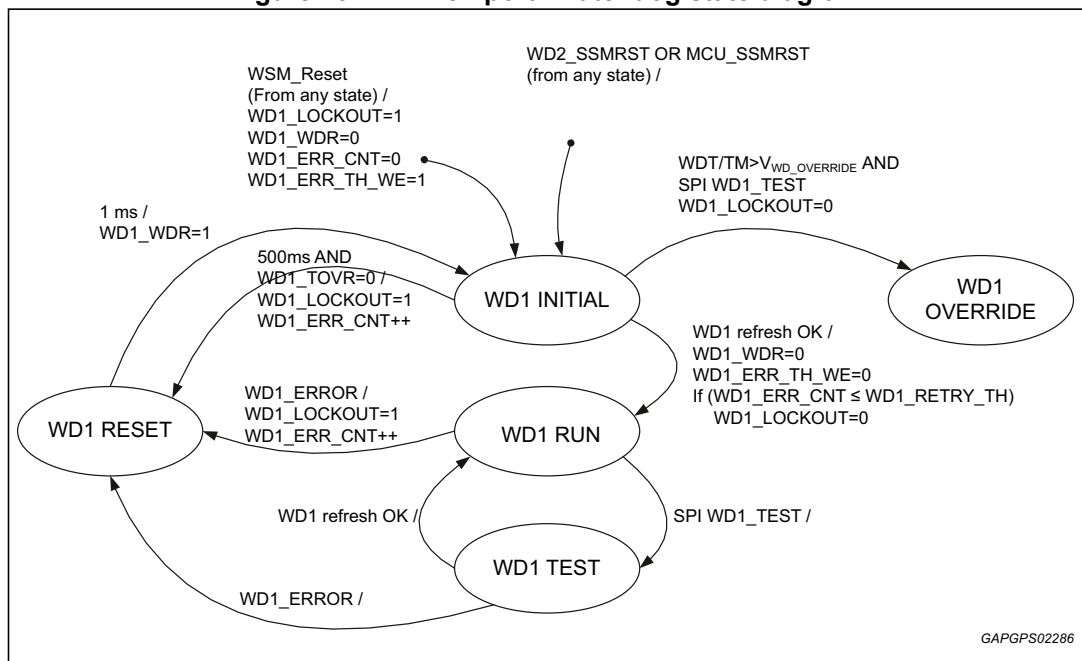 WD2_SSMRST OR MCU_SSMRST
(from any state) /
WSM_Reset
(From any state) /
WD1_LOCKOUT=1
WD1_WDR=0
WD1_ERR_CNT=0
WD1_ERR_TH_WE=1
WDT/TM>VWD_OVERRIDE AND
SPI WD1_TEST
WD1_LOCKOUT=0
1 ms /
WD1_WDR=1
500ms AND
WD1_TOVR=0 /
WD1_LOCKOUT=1
WD1_ERR_CNT++
WD1 INITIAL
WD1
OVERRIDE
WD1 refresh OK /
WD1_WDR=0
WD1_ERR_TH_WE=0
If (WD1_ERR_CNT ≤ WD1_RETRY_TH)
WD1_LOCKOUT=0
WD1_ERROR /
WD1_LOCKOUT=1
WD1_ERR_CNT++
WD1 RESET
WD1 RUN
WD1 refresh OK /
SPI WD1_TEST /
WD1 TEST
WD1_ERROR /
GAPGPS02286